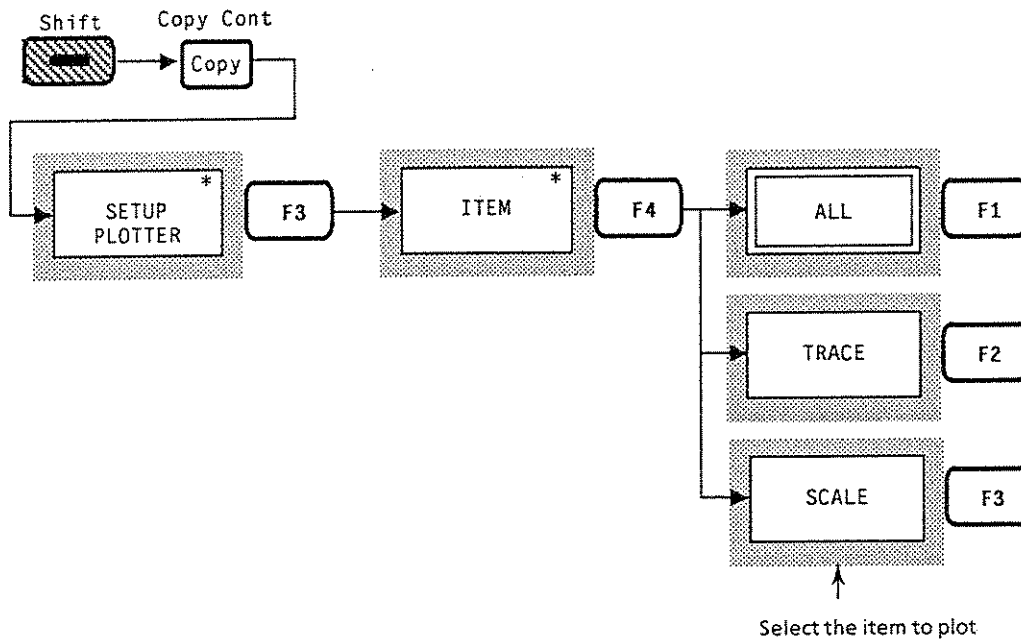 Shift
Copy Cont
Copy
*
SETUP
PLOTTER
F3
*
ITEM
F4
ALL
F1
TRACE
F2
SCALE
F3
Select the item to plot